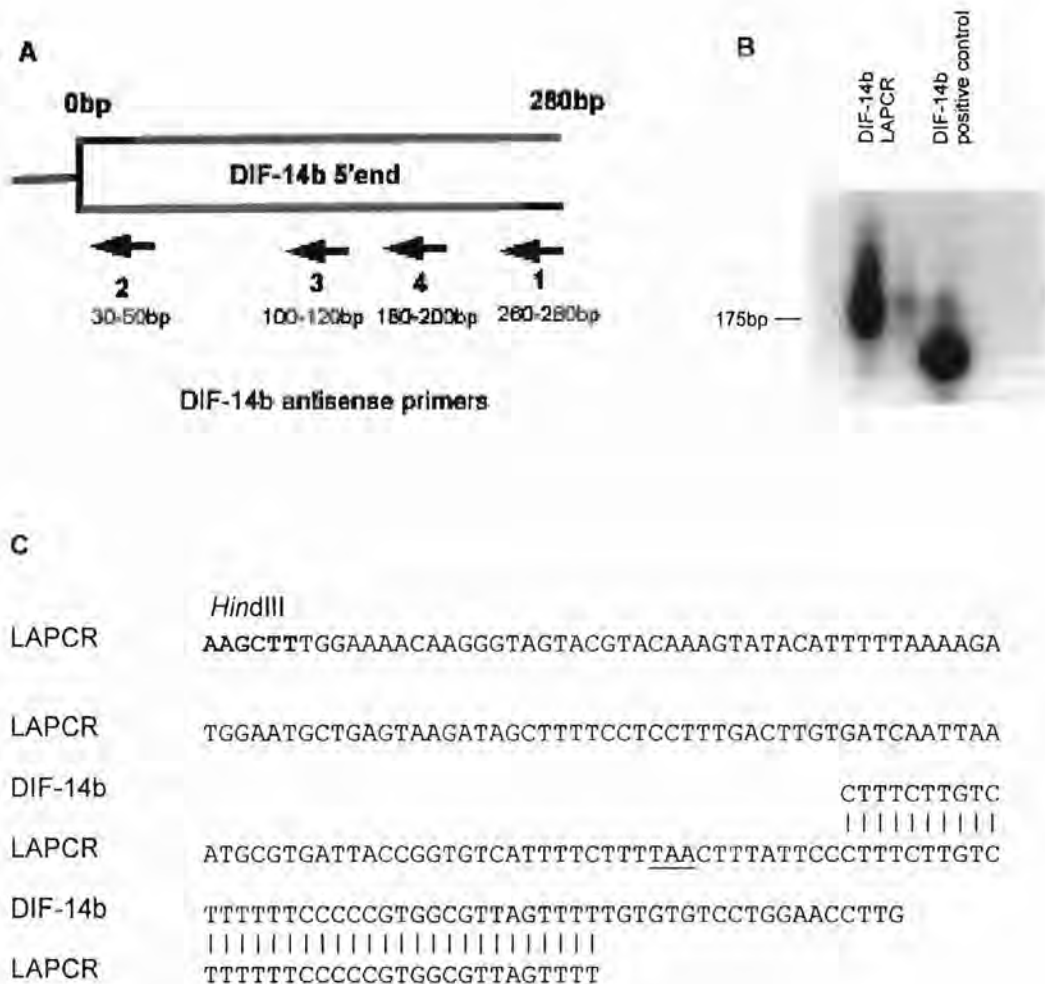 A
0bp 280bp
DIF-14b 5'end
2 3 4 1
30-50bp 100-120bp 180-200bp 260-280bp
DIF-14b antisense primers
B
DIF-14b LAPCR
DIF-14b positive control
175bp
C
HindIII
LAPCR AAGCTTTGGAAAACAAGGGTAGTACGTACAAAGTATACATTTTTAAAAGA
LAPCR TGGAATGCTGAGTAAGATAGCTTTTCCTCCTTTGACTTGTGATCAATTAA
DIF-14b CTTTCTTGTC
LAPCR ATGCGTGATTACCGGTGTCATTTTCTTTTAACTTTATTCCCTTTCTTGTC
DIF-14b TTTTTTCCCCCGTGGCGTTAGTTTTTGTGTGTCCTGGAACCTTG
LAPCR TTTTTTCCCCCGTGGCGTTAGTTTT